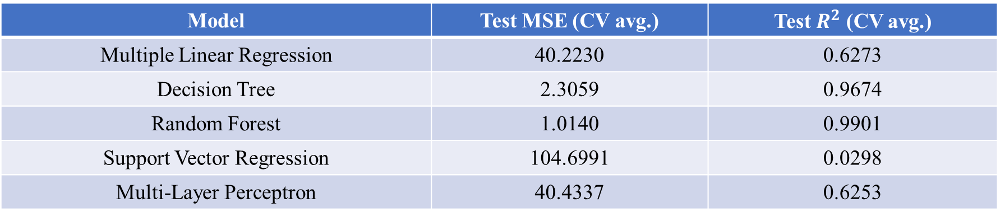 Model Test MSE (CV avg.) Test R² (CV avg.)
Multiple Linear Regression 40.2230 0.6273
Decision Tree 2.3059 0.9674
Random Forest 1.0140 0.9901
Support Vector Regression 104.6991 0.0298
Multi-Layer Perceptron 40.4337 0.6253